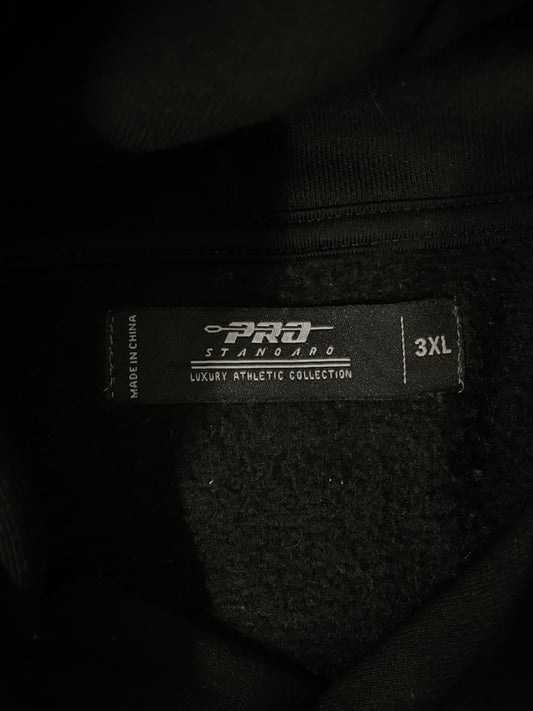 MADE IN CHINA
PRO
STANDARD
LUXURY ATHLETIC COLLECTION
3XL